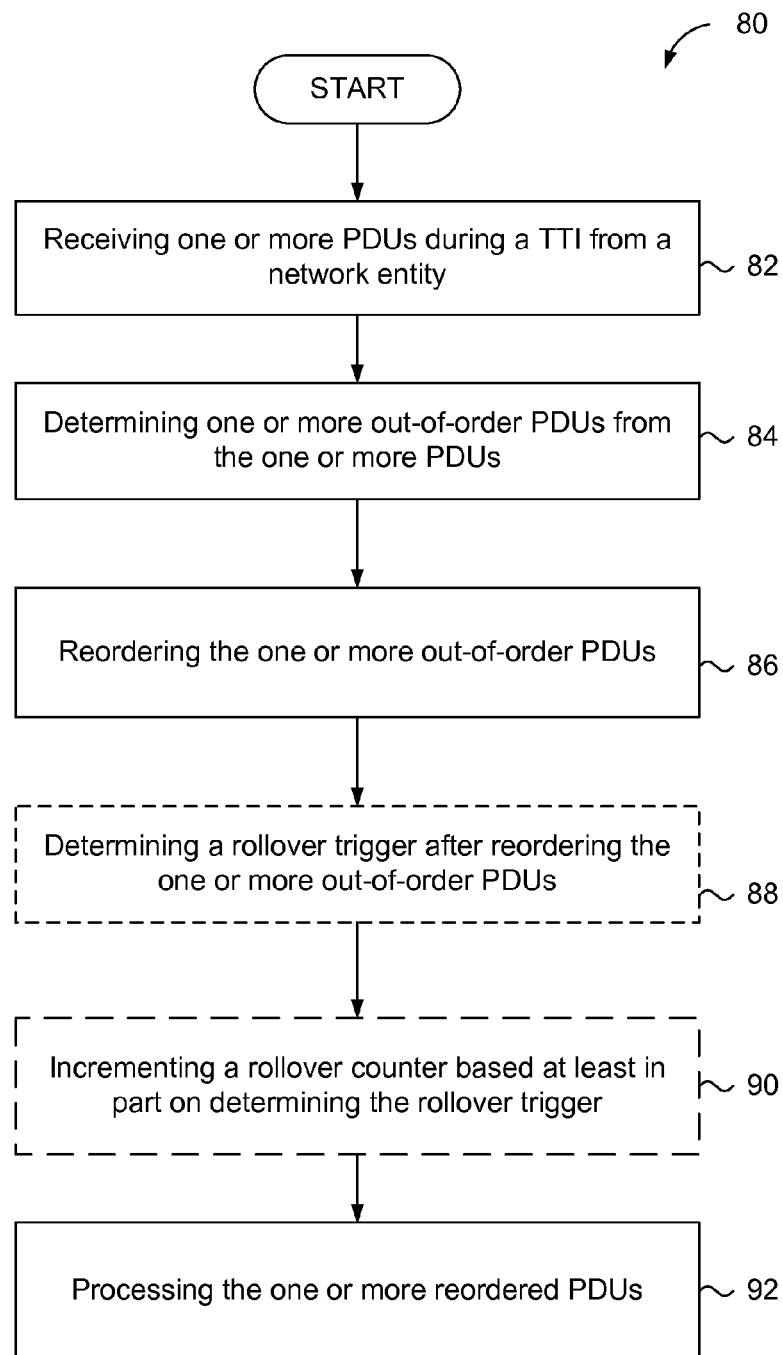 80
START
Receiving one or more PDUs during a TTI from a
network entity
82
Determining one or more out-of-order PDUs from
the one or more PDUs
84
Reordering the one or more out-of-order PDUs
86
Determining a rollover trigger after reordering the
one or more out-of-order PDUs
88
Incrementing a rollover counter based at least in
part on determining the rollover trigger
90
Processing the one or more reordered PDUs
92